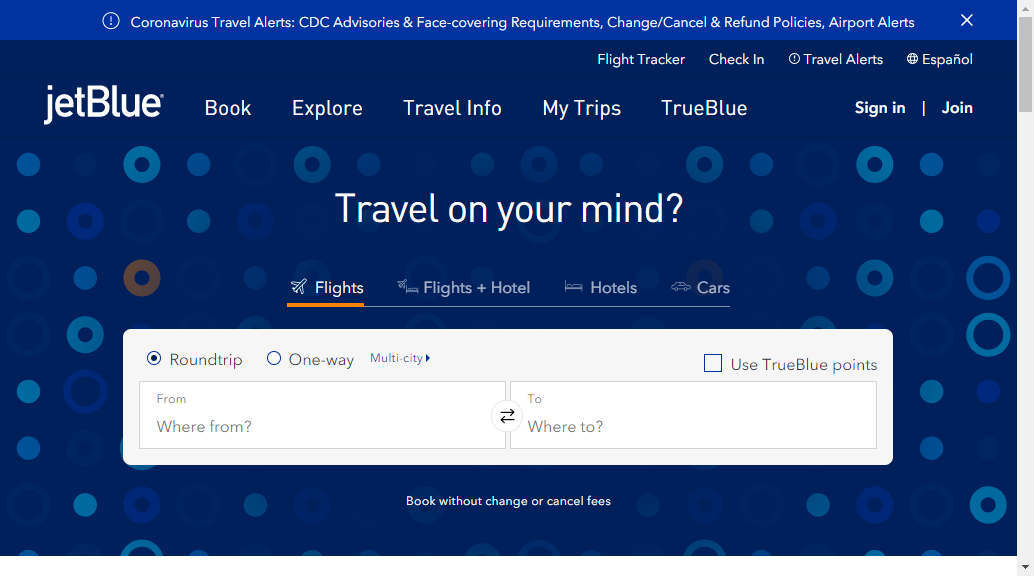 Coronavirus Travel Alerts: CDC Advisories & Face-covering Requirements, Change/Cancel & Refund Policies, Airport Alerts
Flight Tracker Check In Travel Alerts Español
jetBlue Book Explore Travel Info My Trips TrueBlue Sign in | Join
Travel on your mind?
Flights Flights + Hotel Hotels Cars
Roundtrip One-way Multi-city Use TrueBlue points
From To
Where from? Where to?
Book without change or cancel fees